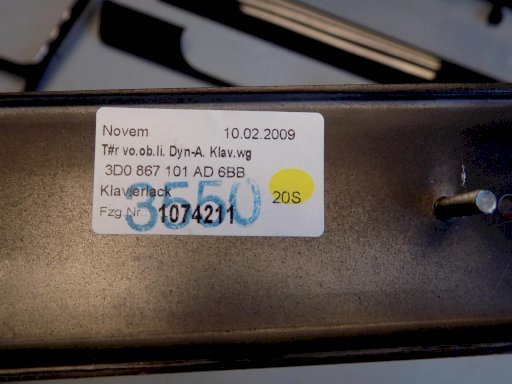 Novem 10.02.2009
T#r vo.ob.li. Dyn-A. Klav.wg
3D0 867 101 AD 6BB
Klavierlack
3550
20S
Fzg Nr.: 1074211